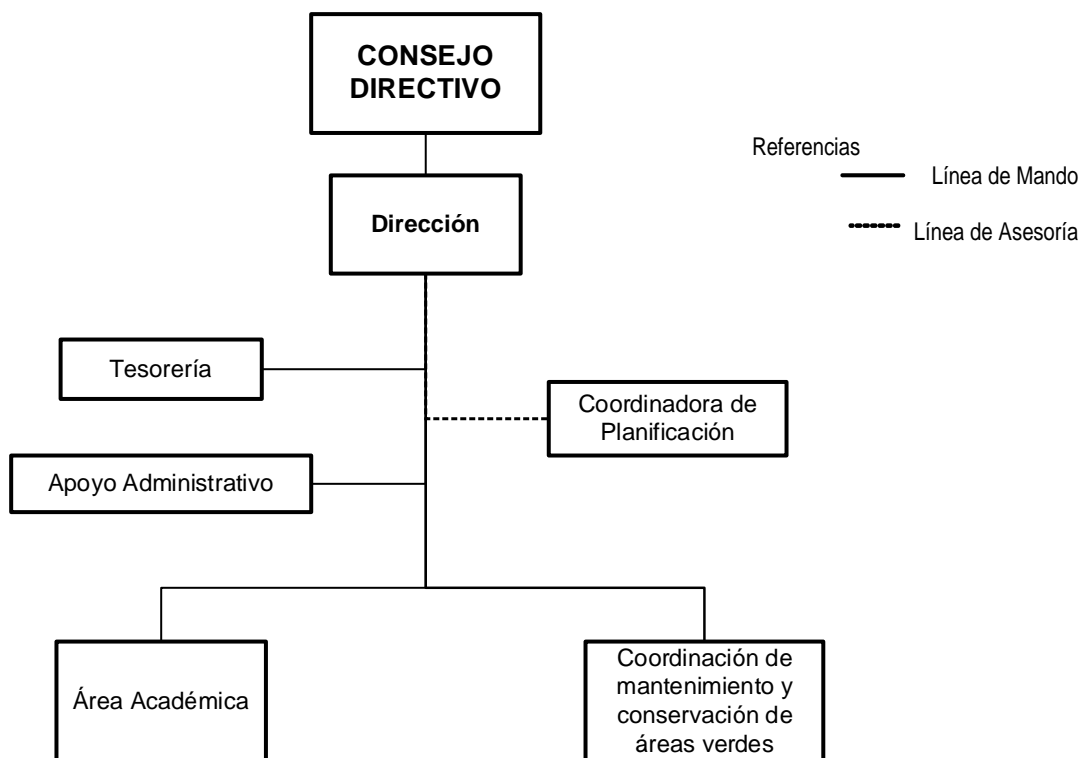 CONSEJO
DIRECTIVO
Referencias
Línea de Mando
Dirección
Línea de Asesoría
Tesorería
Coordinadora de
Planificación
Apoyo Administrativo
Área Académica
Coordinación de
mantenimiento y
conservación de
áreas verdes